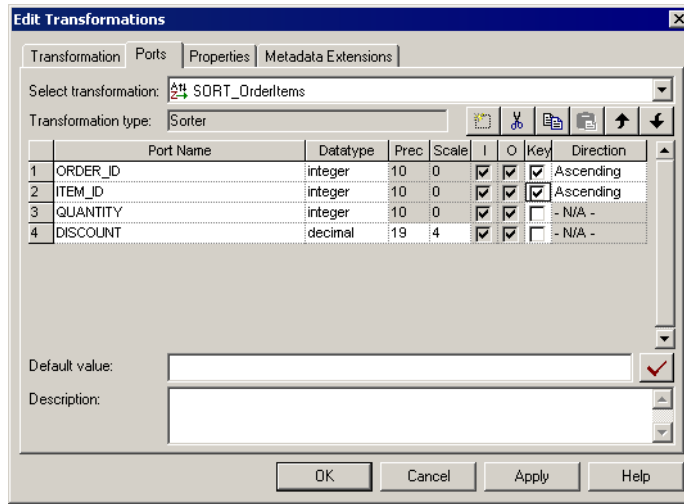 Edit Transformations
Transformation Ports Properties Metadata Extensions
Select transformation: SORT_OrderItems
Transformation type: Sorter
Port Name Datatype Prec Scale I O Key Direction
1 ORDER_ID integer 10 0 Ascending
2 ITEM_ID integer 10 0 Ascending
3 QUANTITY integer 10 0 - N/A -
4 DISCOUNT decimal 19 4 - N/A -
Default value:
Description:
OK Cancel Apply Help